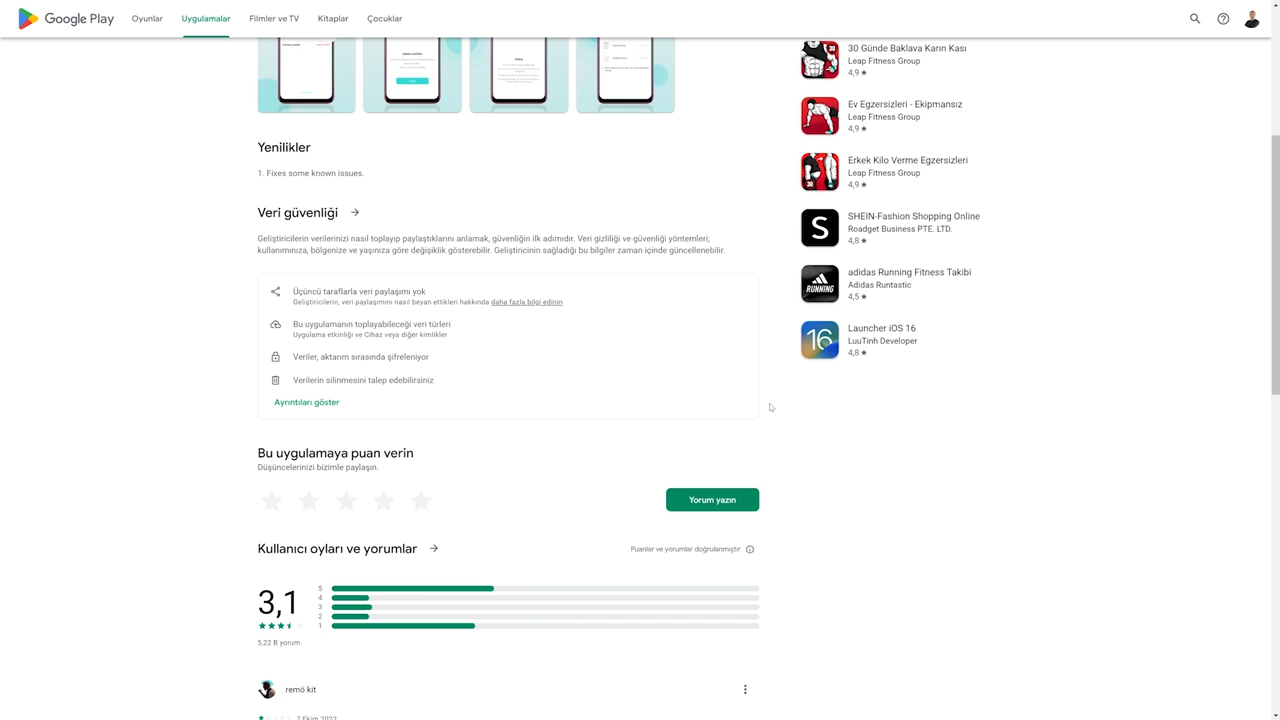 Google Play
Oyunlar
Uygulamalar
Filmler ve TV
Kitaplar
Çocuklar
Yenilikler
1. Fixes some known issues.
Veri güvenliği
Geliştiricilerin verilerinizi nasıl toplayıp paylaştıklarını anlamak, güvenliğin ilk adımıdır. Veri gizliliği ve güvenliği yöntemleri;
kullanımınıza, bölgenize ve yaşınıza göre değişiklik gösterebilir. Geliştiricinin sağladığı bu bilgiler zaman içinde güncellenebilir.
Üçüncü taraflarla veri paylaşımı yok
Geliştiricilerin, veri paylaşımını nasıl beyan ettikleri hakkında daha fazla bilgi edinin
Bu uygulamanın toplayabileceği veri türleri
Uygulama etkinliği ve Cihaz veya diğer kimlikler
Veriler, aktarım sırasında şifreleniyor
Verilerin silinmesini talep edebilirsiniz
Ayrıntıları göster
Bu uygulamaya puan verin
Düşüncelerinizi bizimle paylaşın.
Yorum yazın
Kullanıcı oyları ve yorumlar
Puanlar ve yorumlar doğrulanmıştır
3,1
5
4
3
2
1
5,22 B yorum
remö kit
7 Ekim 2022
30 Günde Baklava Karın Kası
Leap Fitness Group
4,9
Ev Egzersizleri - Ekipmansız
Leap Fitness Group
4,9
30
Erkek Kilo Verme Egzersizleri
Leap Fitness Group
4,9
S
SHEIN-Fashion Shopping Online
Roadget Business PTE. LTD.
4,8
RUNNING
adidas Running Fitness Takibi
Adidas Runtastic
4,5
16
Launcher iOS 16
LuuTinh Developer
4,8